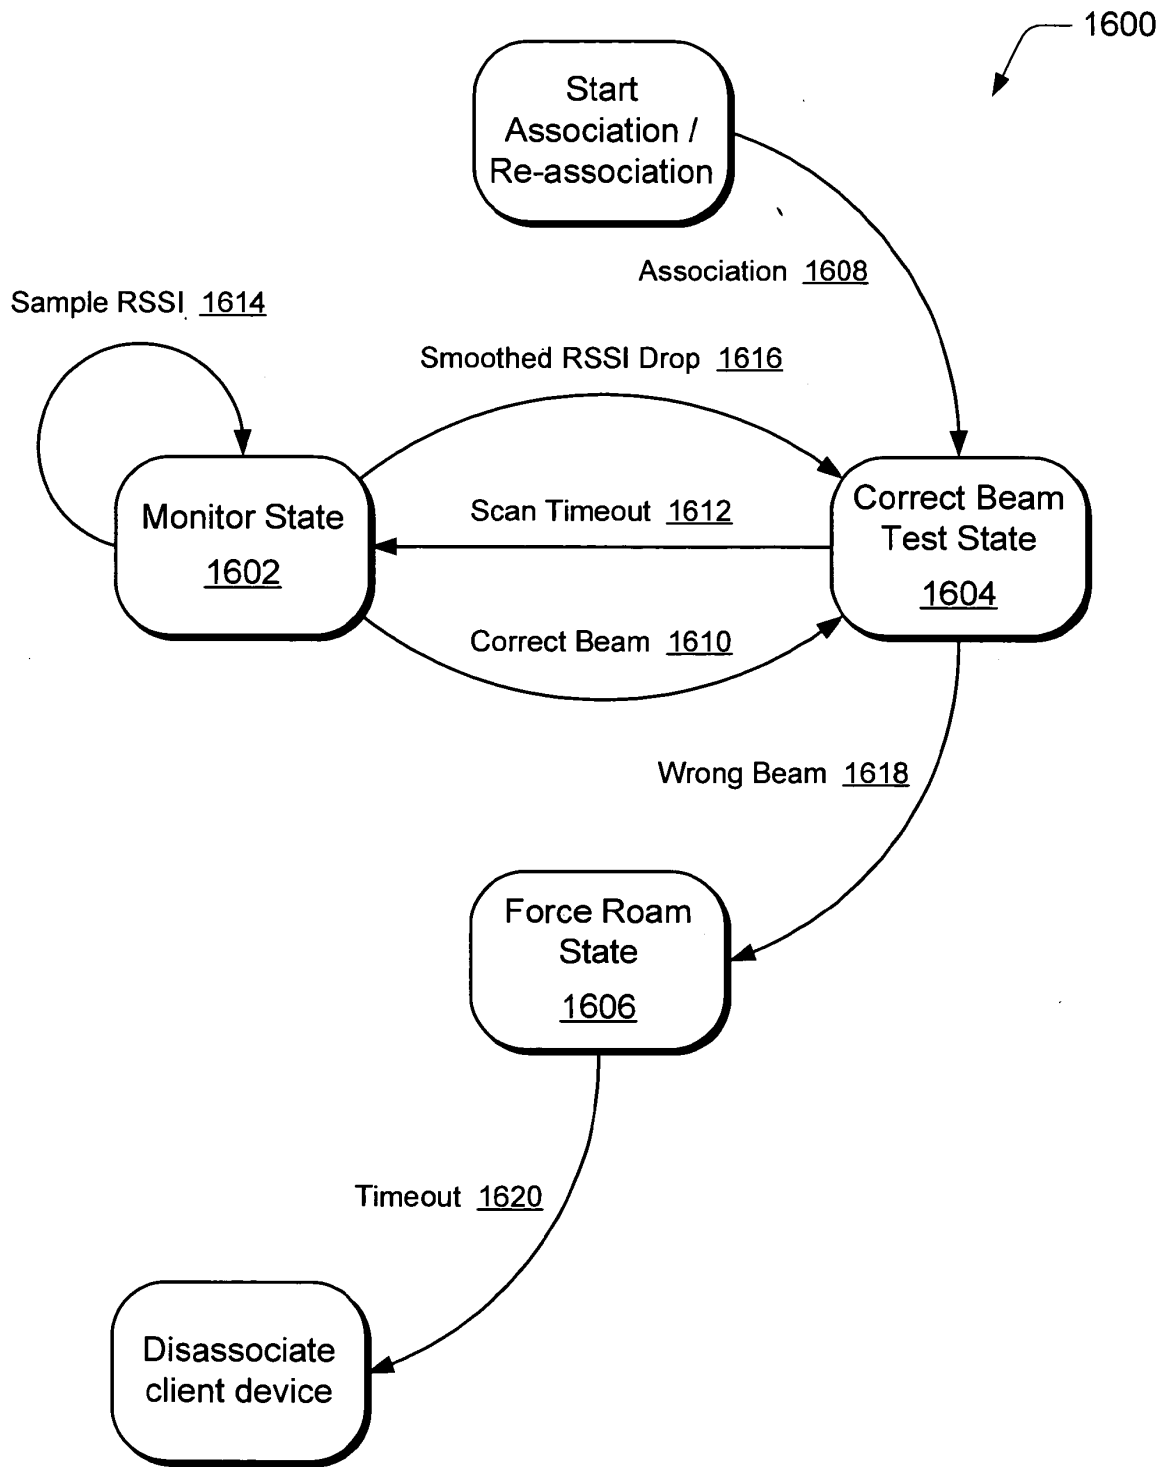 1600
Start
Association /
Re-association
Association 1608
Sample RSSI 1614
Smoothed RSSI Drop 1616
Monitor State
1602
Scan Timeout 1612
Correct Beam
Test State
1604
Correct Beam 1610
Wrong Beam 1618
Force Roam
State
1606
Timeout 1620
Disassociate
client device